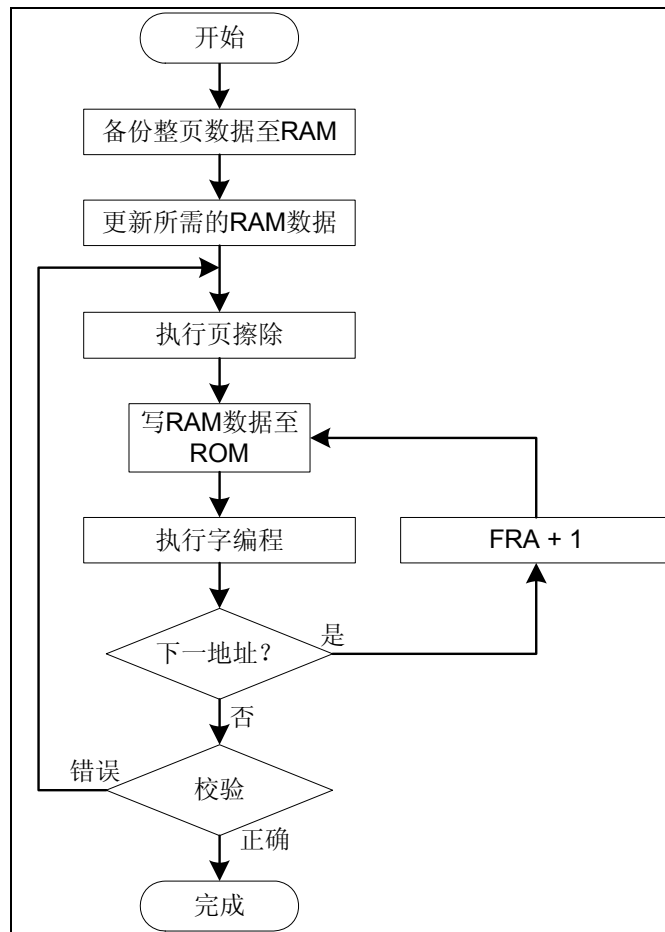 开始
备份整页数据至RAM
更新所需的RAM数据
执行页擦除
写RAM数据至
ROM
执行字编程
FRA + 1
下一地址？
是
否
错误
校验
正确
完成